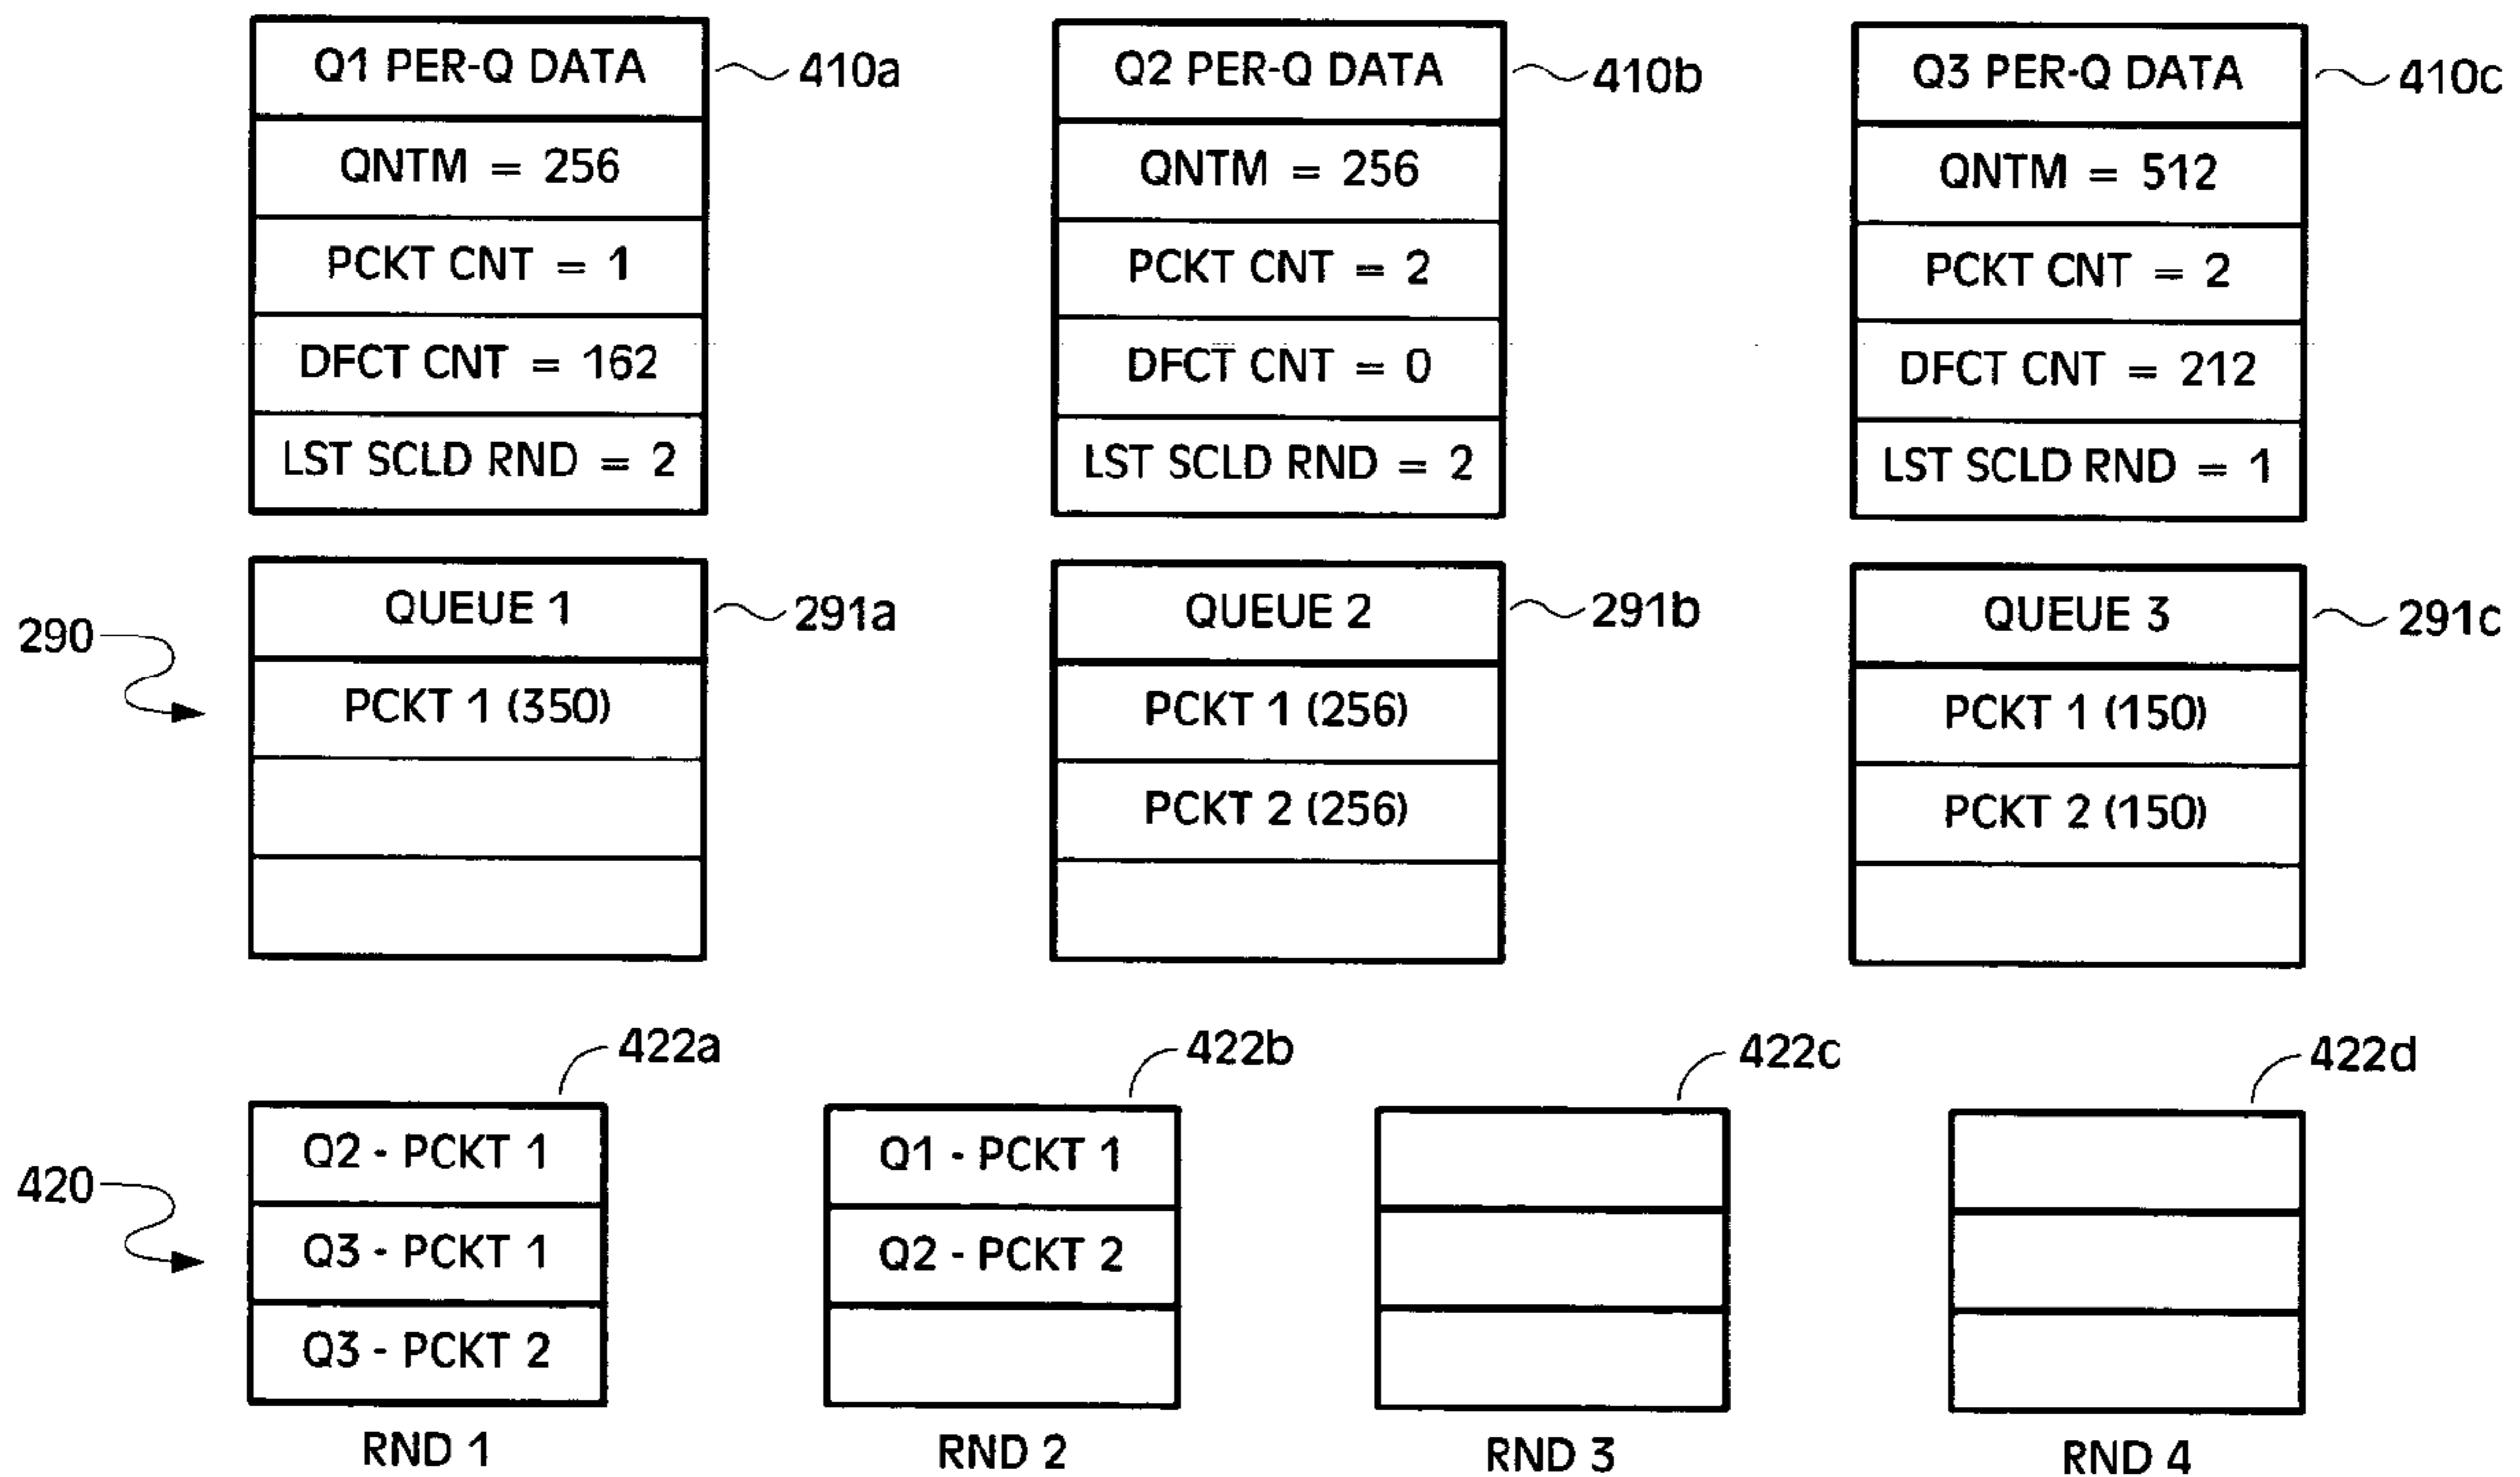 Q1 PER-Q DATA
410a
QNTM = 256
PCKT CNT = 1
DFCT CNT = 162
LST SCLD RND = 2
Q2 PER-Q DATA
410b
QNTM = 256
PCKT CNT = 2
DFCT CNT = 0
LST SCLD RND = 2
Q3 PER-Q DATA
410c
QNTM = 512
PCKT CNT = 2
DFCT CNT = 212
LST SCLD RND = 1
290
QUEUE 1
291a
PCKT 1 (350)
QUEUE 2
291b
PCKT 1 (256)
PCKT 2 (256)
QUEUE 3
291c
PCKT 1 (150)
PCKT 2 (150)
420
422a
Q2 - PCKT 1
Q3 - PCKT 1
Q3 - PCKT 2
RND 1
422b
Q1 - PCKT 1
Q2 - PCKT 2
RND 2
422c
RND 3
422d
RND 4